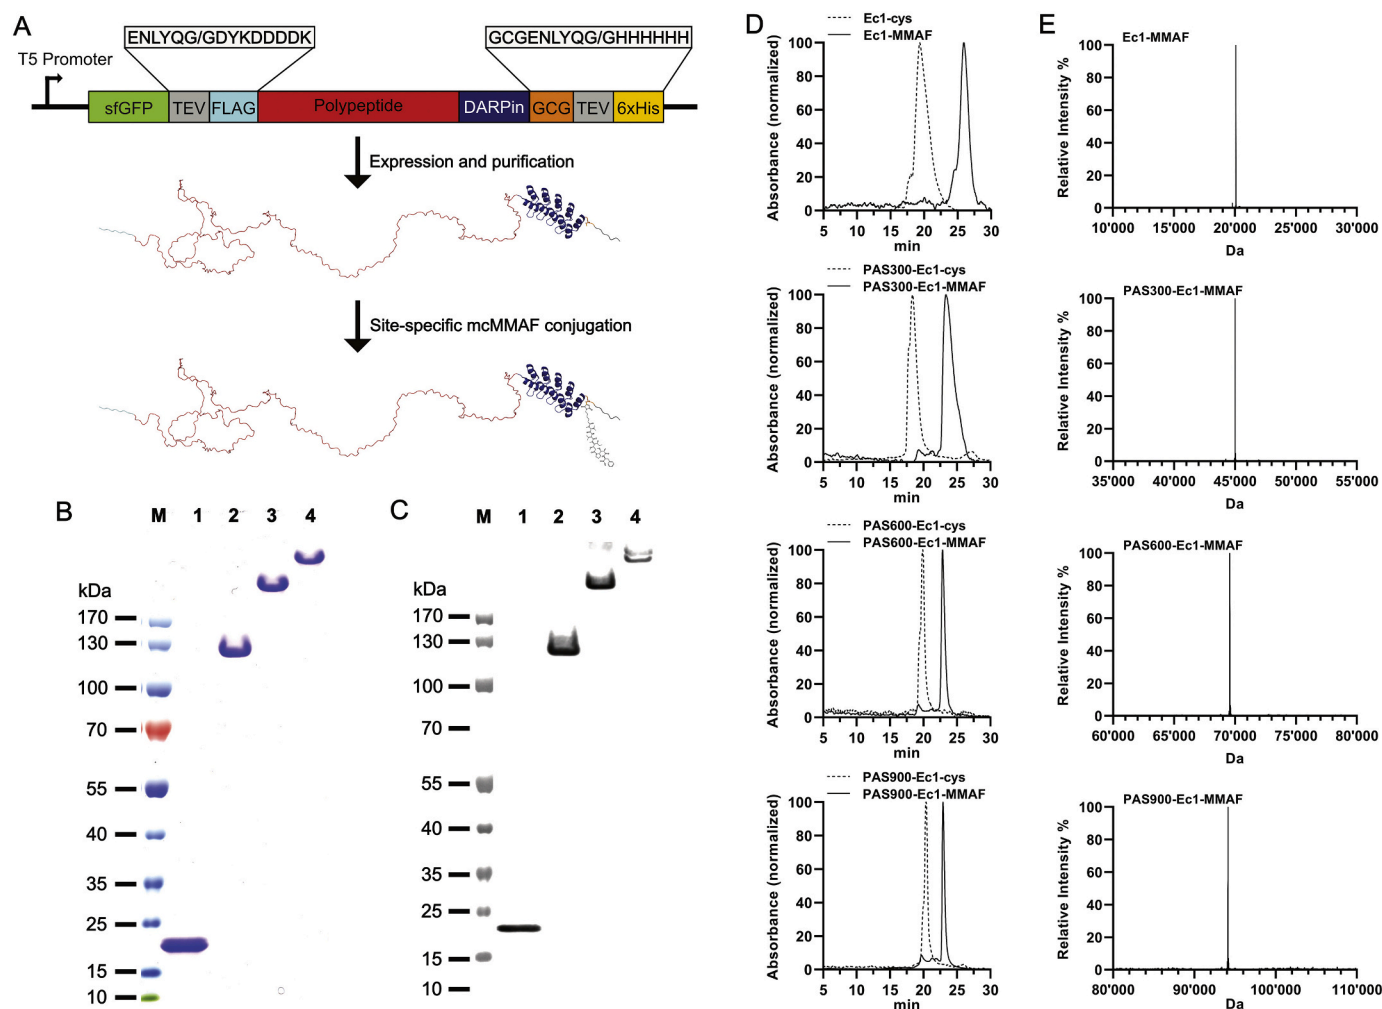 A
ENLYQG/GDYKDDDDK
GCGENLYQG/GHHHHHH
T5 Promoter
sfGFP TEV FLAG Polypeptide DARPin GCG TEV 6xHis
Expression and purification
Site-specific mcMMAF conjugation
B
M 1 2 3 4
kDa
170
130
100
70
55
40
35
25
15
10
C
M 1 2 3 4
kDa
170
130
100
70
55
40
35
25
15
10
D
Ec1-cys
Ec1-MMAF
Absorbance (normalized)
100
80
60
40
20
0
5 10 15 20 25 30
min
PAS300-Ec1-cys
PAS300-Ec1-MMAF
Absorbance (normalized)
100
80
60
40
20
0
5 10 15 20 25 30
min
PAS600-Ec1-cys
PAS600-Ec1-MMAF
Absorbance (normalized)
100
80
60
40
20
0
5 10 15 20 25 30
min
PAS900-Ec1-cys
PAS900-Ec1-MMAF
Absorbance (normalized)
100
80
60
40
20
0
5 10 15 20 25 30
min
E
Ec1-MMAF
Relative Intensity %
100
80
60
40
20
0
10'000 15'000 20'000 25'000 30'000
Da
PAS300-Ec1-MMAF
Relative Intensity %
100
80
60
40
20
0
35'000 40'000 45'000 50'000 55'000
Da
PAS600-Ec1-MMAF
Relative Intensity %
100
80
60
40
20
0
60'000 65'000 70'000 75'000 80'000
Da
PAS900-Ec1-MMAF
Relative Intensity %
100
80
60
40
20
0
80'000 90'000 100'000 110'000
Da